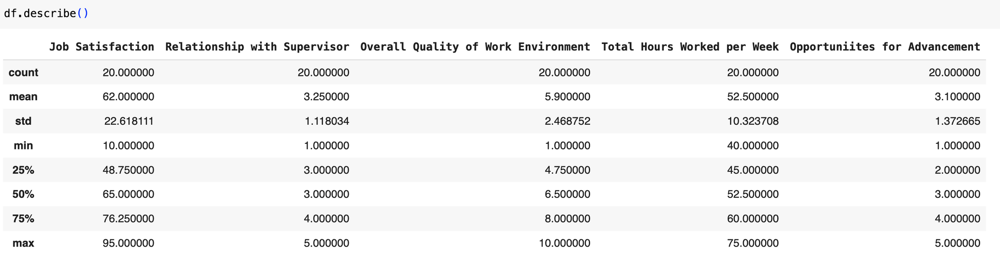 df.describe()
Job Satisfaction Relationship with Supervisor Overall Quality of Work Environment Total Hours Worked per Week Opportuniites for Advancement
count 20.000000 20.000000 20.000000 20.000000 20.000000
mean 62.000000 3.250000 5.900000 52.500000 3.100000
std 22.618111 1.118034 2.468752 10.323708 1.372665
min 10.000000 1.000000 1.000000 40.000000 1.000000
25% 48.750000 3.000000 4.750000 45.000000 2.000000
50% 65.000000 3.000000 6.500000 52.500000 3.000000
75% 76.250000 4.000000 8.000000 60.000000 4.000000
max 95.000000 5.000000 10.000000 75.000000 5.000000